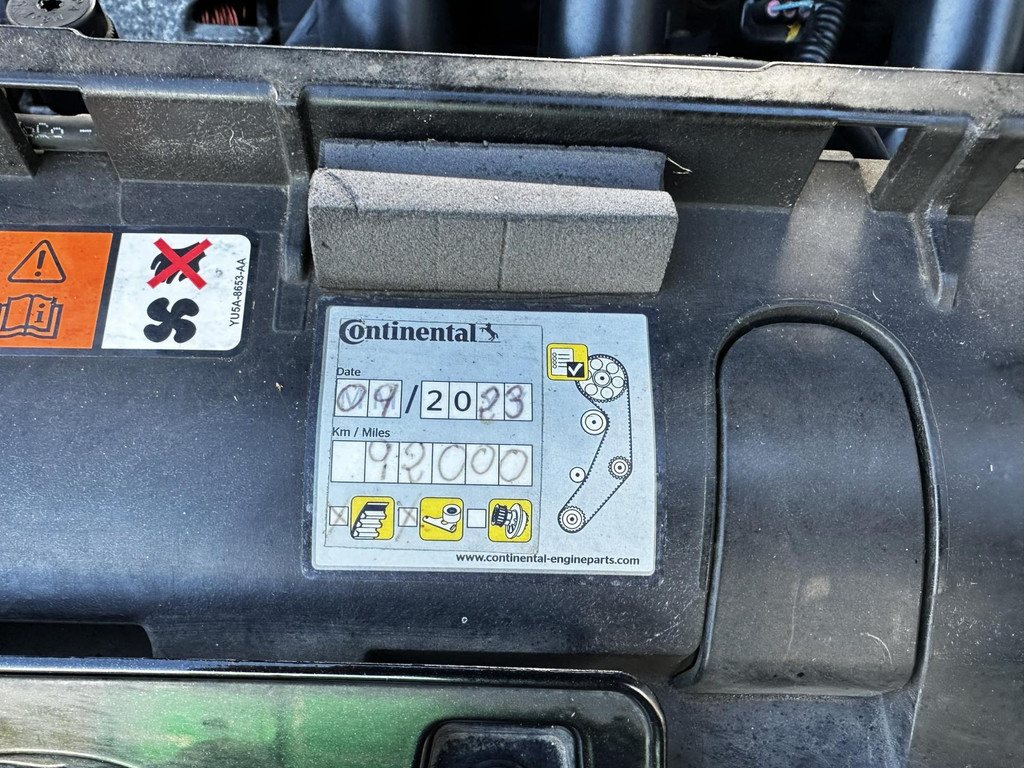 YU5A-8653-AA
Continental
Date
09/2023
Km / Miles
92000
www.continental-engineparts.com